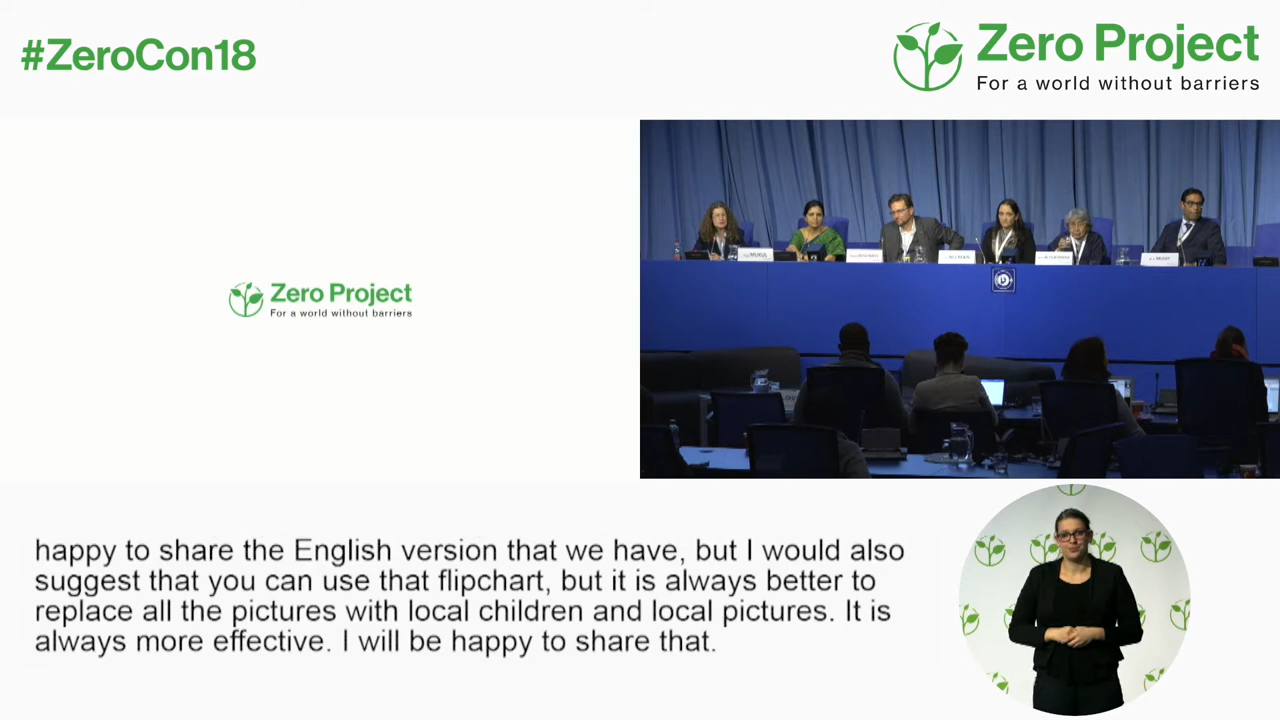 #ZeroCon18
Zero Project
For a world without barriers
Zero Project
For a world without barriers
happy to share the English version that we have, but I would also
suggest that you can use that flipchart, but it is always better to
replace all the pictures with local children and local pictures. It is
always more effective. I will be happy to share that.